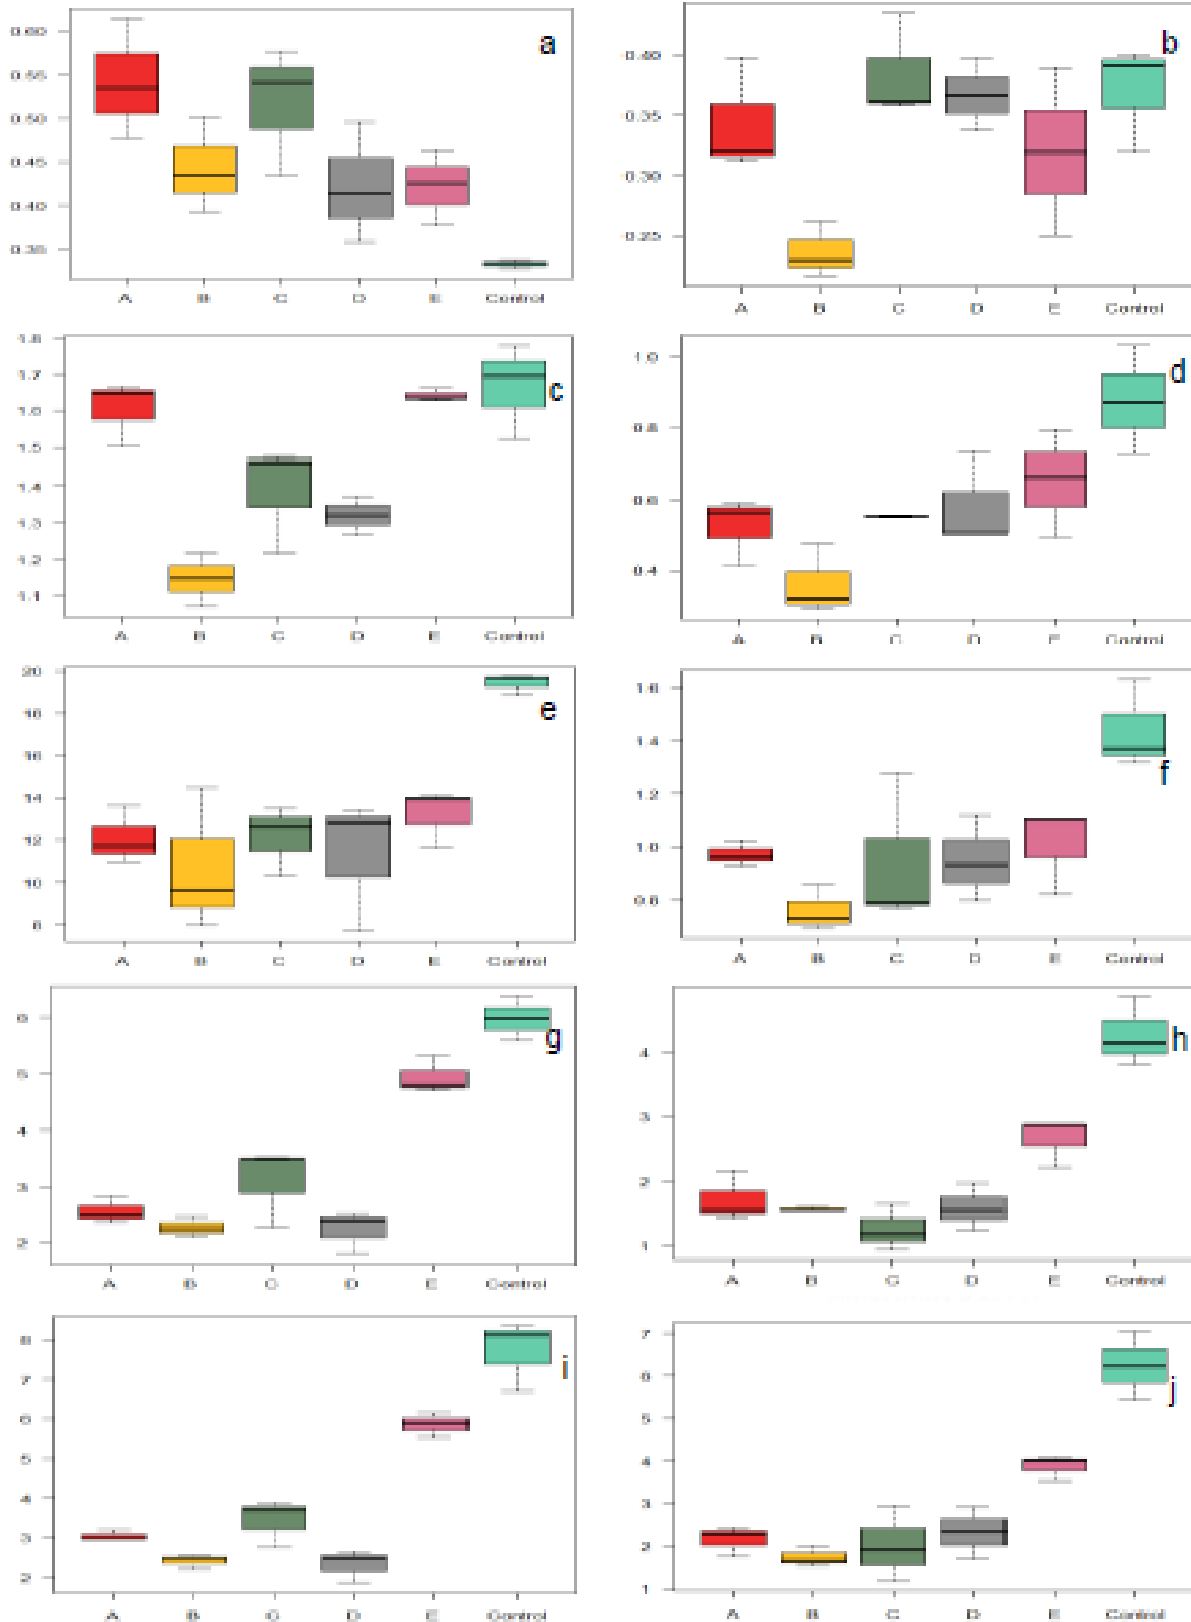 a
0.60
0.55
0.50
0.45
0.40
0.35
A B C D E Control
b
0.40
0.35
0.30
0.25
A B C D E Control
c
1.8
1.7
1.6
1.5
1.4
1.3
1.2
1.1
A B C D E Control
d
1.0
0.8
0.6
0.4
A B C D E Control
e
20
18
16
14
12
10
8
A B C D E Control
f
1.6
1.4
1.2
1.0
0.8
A B C D E Control
g
6
5
4
3
2
A B C D E Control
h
4
3
2
1
A B C D E Control
i
8
7
6
5
4
3
2
A B C D E Control
j
7
6
5
4
3
2
1
A B C D E Control